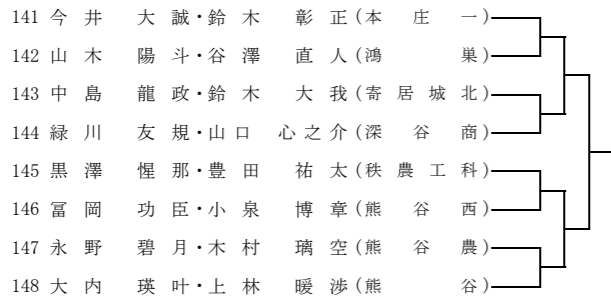 141 今井 大誠・鈴木 彰正(本庄一)
142 山木 陽斗・谷澤 直人(鴻巣)
143 中島 龍政・鈴木 大我(寄居城北)
144 緑川 友規・山口 心之介(深谷商)
145 黒澤 惺那・豊田 祐太(秩農工科)
146 冨岡 功臣・小泉 博章(熊谷西)
147 永野 碧月・木村 璃空(熊谷農)
148 大内 瑛叶・上林 暖渉(熊谷)